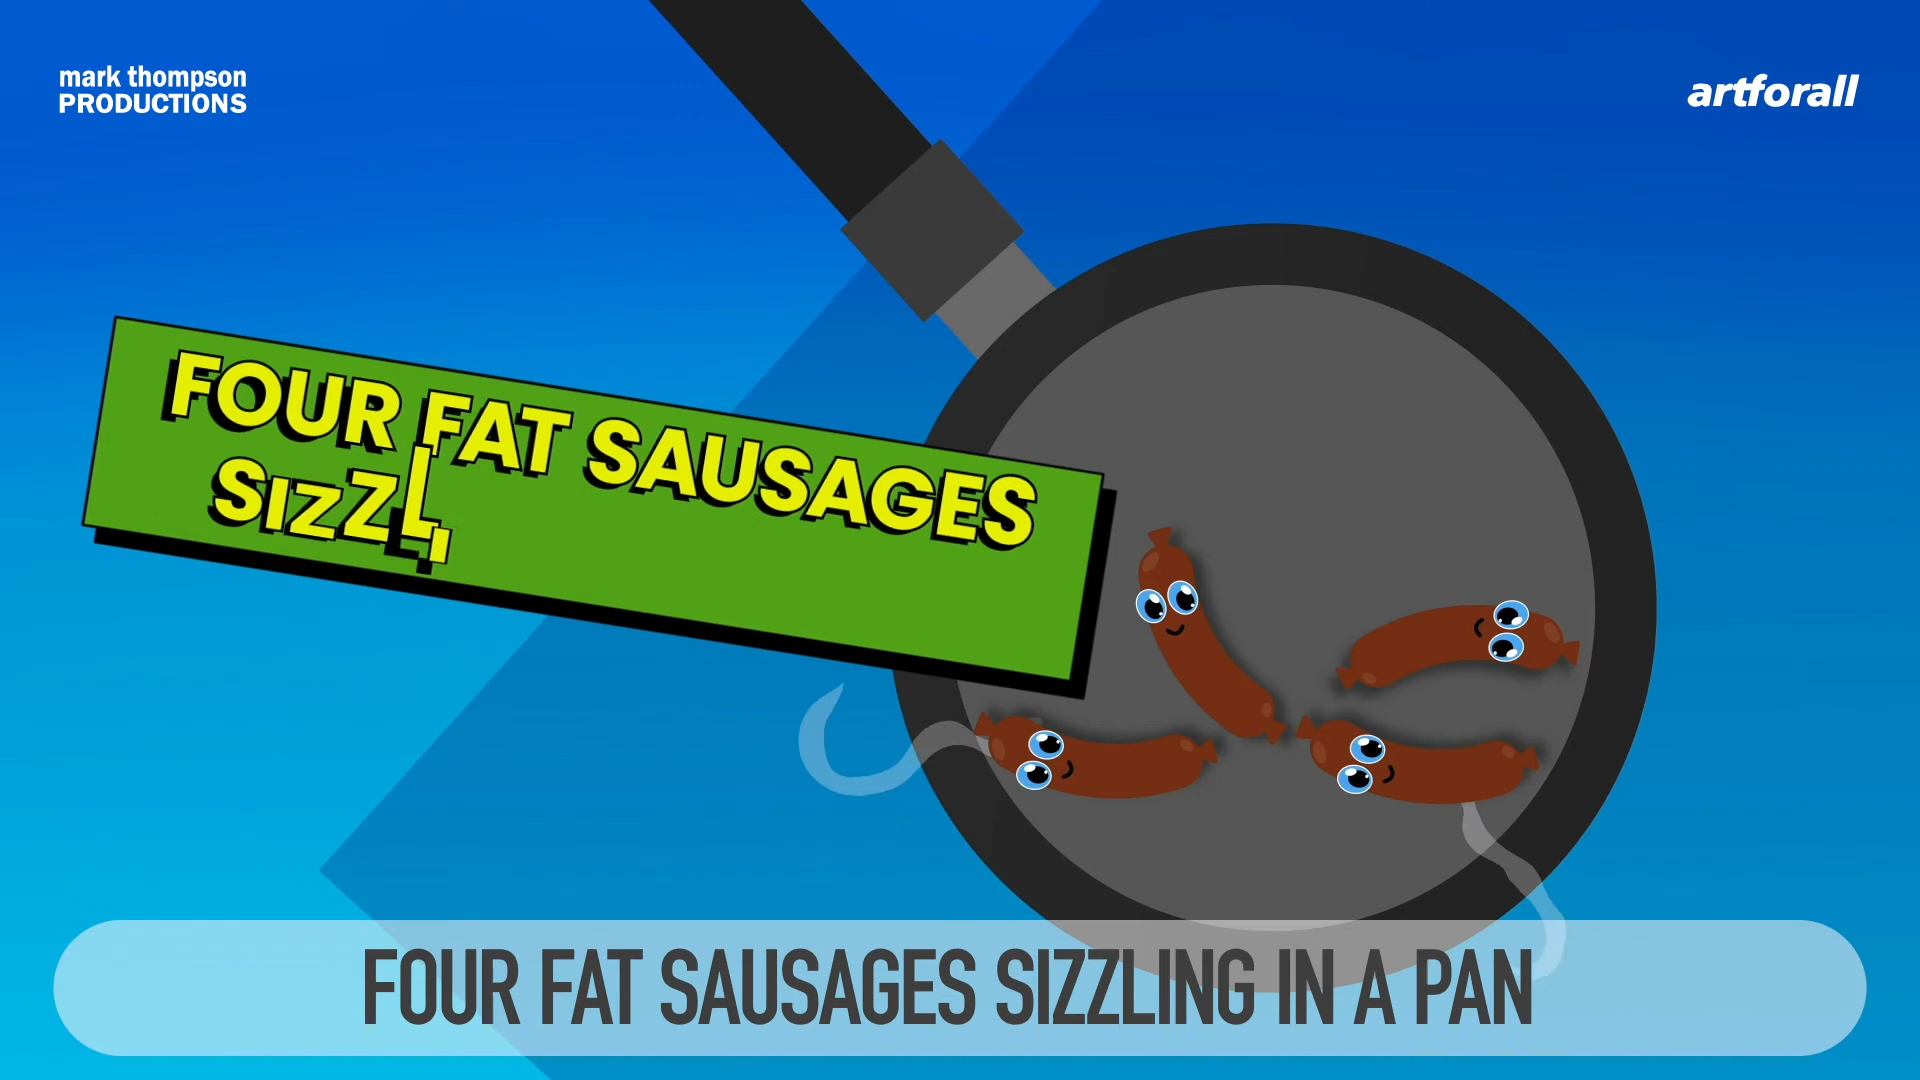 mark thompson
PRODUCTIONS
artforall
FOUR FAT SAUSAGES
SIZZL
FOUR FAT SAUSAGES SIZZLING IN A PAN